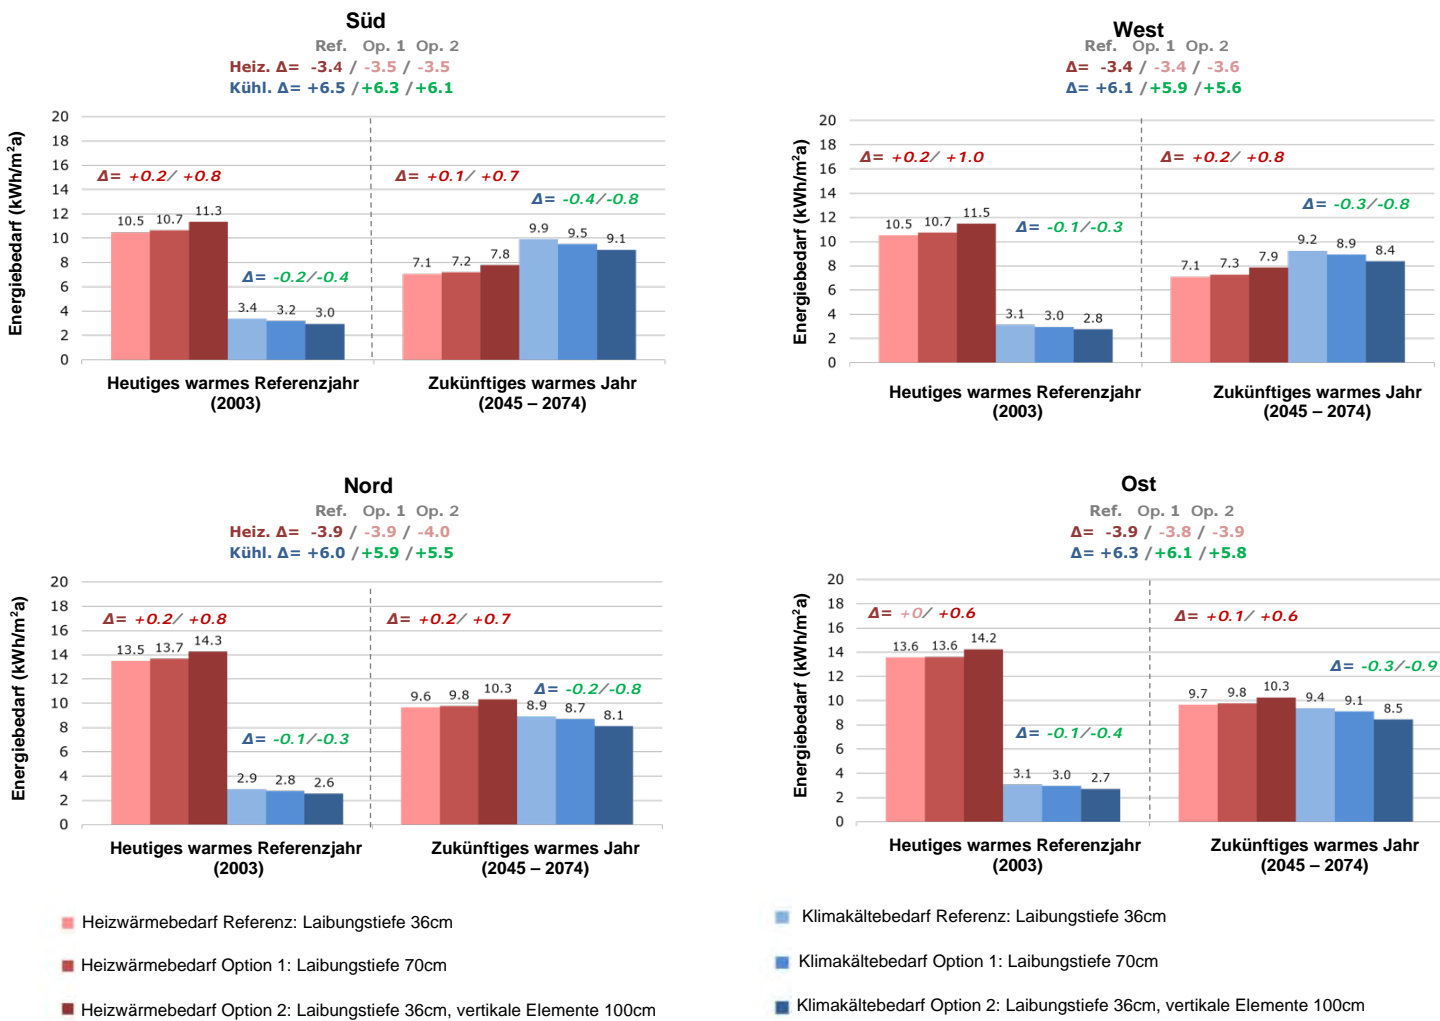 Süd
Ref. Op. 1 Op. 2
Heiz. Δ= -3.4 / -3.5 / -3.5
Kühl. Δ= +6.5 / +6.3 / +6.1
Energiebedarf (kWh/m²a)
20
18
16
14
12
10
8
6
4
2
0
Δ= +0.2/ +0.8
10.5 10.7 11.3
Δ= -0.2/-0.4
3.4 3.2 3.0
Δ= +0.1/ +0.7
7.1 7.2 7.8
Δ= -0.4/-0.8
9.9 9.5 9.1
Heutiges warmes Referenzjahr
(2003)
Zukünftiges warmes Jahr
(2045 – 2074)
West
Ref. Op. 1 Op. 2
Δ= -3.4 / -3.4 / -3.6
Δ= +6.1 / +5.9 / +5.6
Energiebedarf (kWh/m²a)
20
18
16
14
12
10
8
6
4
2
0
Δ= +0.2/ +1.0
10.5 10.7 11.5
Δ= -0.1/-0.3
3.1 3.0 2.8
Δ= +0.2/ +0.8
7.1 7.3 7.9
Δ= -0.3/-0.8
9.2 8.9 8.4
Heutiges warmes Referenzjahr
(2003)
Zukünftiges warmes Jahr
(2045 – 2074)
Nord
Ref. Op. 1 Op. 2
Heiz. Δ= -3.9 / -3.9 / -4.0
Kühl. Δ= +6.0 / +5.9 / +5.5
Energiebedarf (kWh/m²a)
20
18
16
14
12
10
8
6
4
2
0
Δ= +0.2/ +0.8
13.5 13.7 14.3
Δ= -0.1/-0.3
2.9 2.8 2.6
Δ= +0.2/ +0.7
9.6 9.8 10.3
Δ= -0.2/-0.8
8.9 8.7 8.1
Heutiges warmes Referenzjahr
(2003)
Zukünftiges warmes Jahr
(2045 – 2074)
Ost
Ref. Op. 1 Op. 2
Δ= -3.9 / -3.8 / -3.9
Δ= +6.3 / +6.1 / +5.8
Energiebedarf (kWh/m²a)
20
18
16
14
12
10
8
6
4
2
0
Δ= +0/ +0.6
13.6 13.6 14.2
Δ= -0.1/-0.4
3.1 3.0 2.7
Δ= +0.1/ +0.6
9.7 9.8 10.3
Δ= -0.3/-0.9
9.4 9.1 8.5
Heutiges warmes Referenzjahr
(2003)
Zukünftiges warmes Jahr
(2045 – 2074)
Heizwärmebedarf Referenz: Laibungstiefe 36cm
Heizwärmebedarf Option 1: Laibungstiefe 70cm
Heizwärmebedarf Option 2: Laibungstiefe 36cm, vertikale Elemente 100cm
Klimakältebedarf Referenz: Laibungstiefe 36cm
Klimakältebedarf Option 1: Laibungstiefe 70cm
Klimakältebedarf Option 2: Laibungstiefe 36cm, vertikale Elemente 100cm